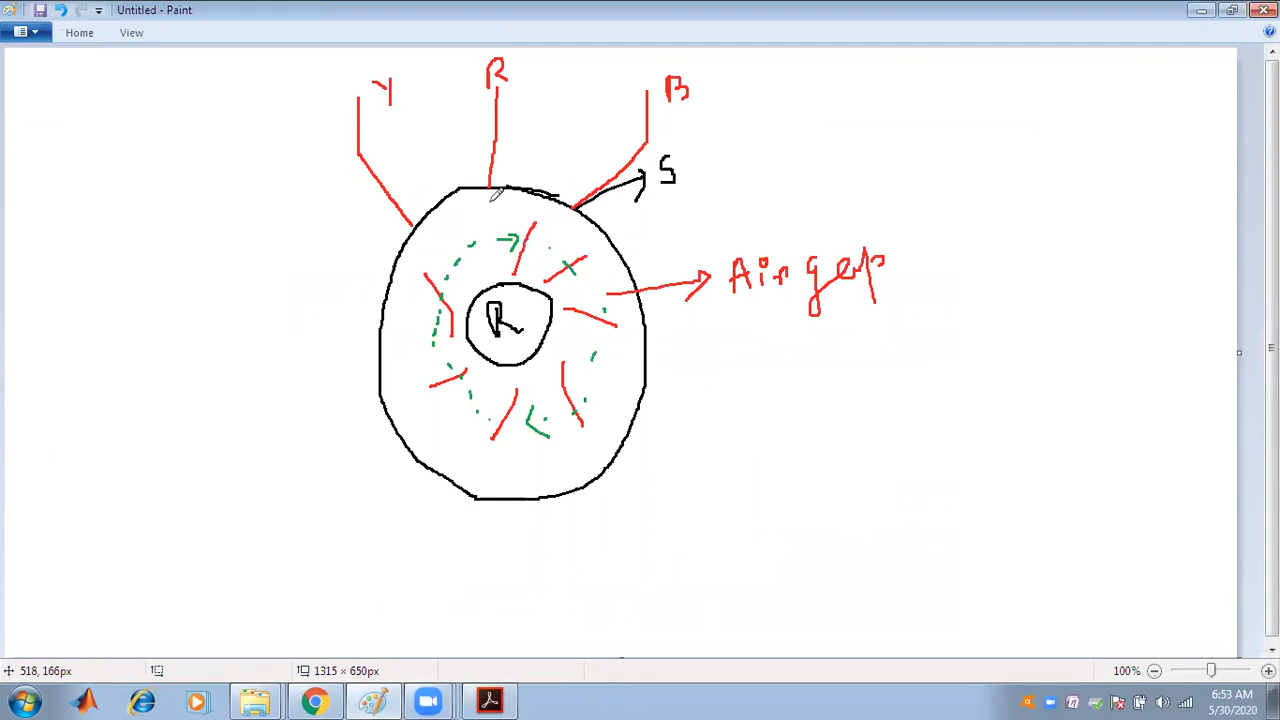 Untitled - Paint
Home View
Y R B
S
Air gap
R
518, 166px
1315 × 650px
100%
6:53 AM
5/30/2020